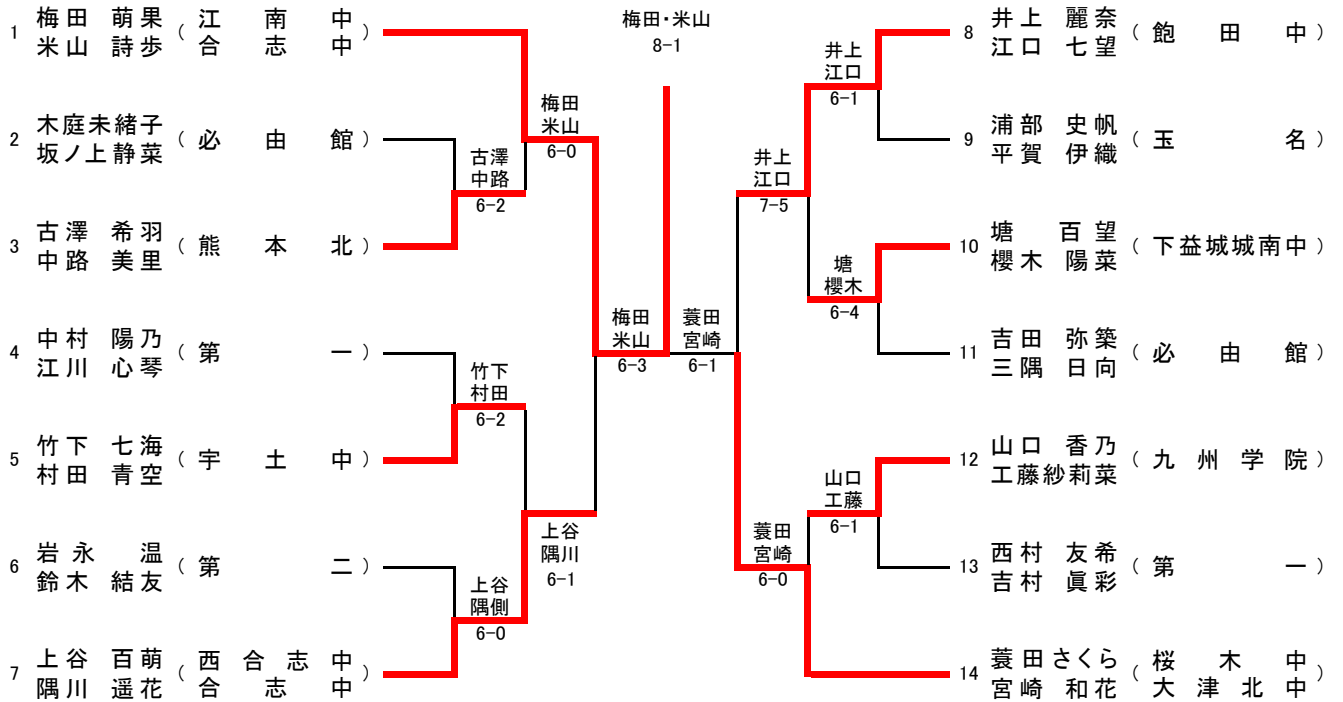 梅田・米山
8-1
1 梅田 萌果 ( 江南中 )
米山 詩歩 合志中
2 木庭未緒子 ( 必由館 )
坂ノ上静菜
3 古澤 希羽 ( 熊本北 )
中路 美里
4 中村 陽乃 ( 第一 )
江川 心琴
5 竹下 七海 ( 宇土中 )
村田 青空
6 岩永 温 ( 第二 )
鈴木 結友
7 上谷 百萌 ( 西合志中 )
隅川 遥花 合志中
古澤
中路
6-2
竹下
村田
6-2
上谷
隅側
6-0
梅田
米山
6-0
上谷
隅川
6-1
梅田
米山
6-3
蓑田
宮崎
6-1
井上
江口
7-5
蓑田
宮崎
6-0
井上
江口
6-1
塘
櫻木
6-4
山口
工藤
6-1
8 井上 麗奈 ( 飽田中 )
江口 七望
9 浦部 史帆 ( 玉名 )
平賀 伊織
10 塘 百望 ( 下益城城南中 )
櫻木 陽菜
11 吉田 弥築 ( 必由館 )
三隅 日向
12 山口 香乃 ( 九州学院 )
工藤紗莉菜
13 西村 友希 ( 第一 )
吉村 眞彩
14 蓑田さくら ( 桜木中 )
宮崎 和花 大津北中